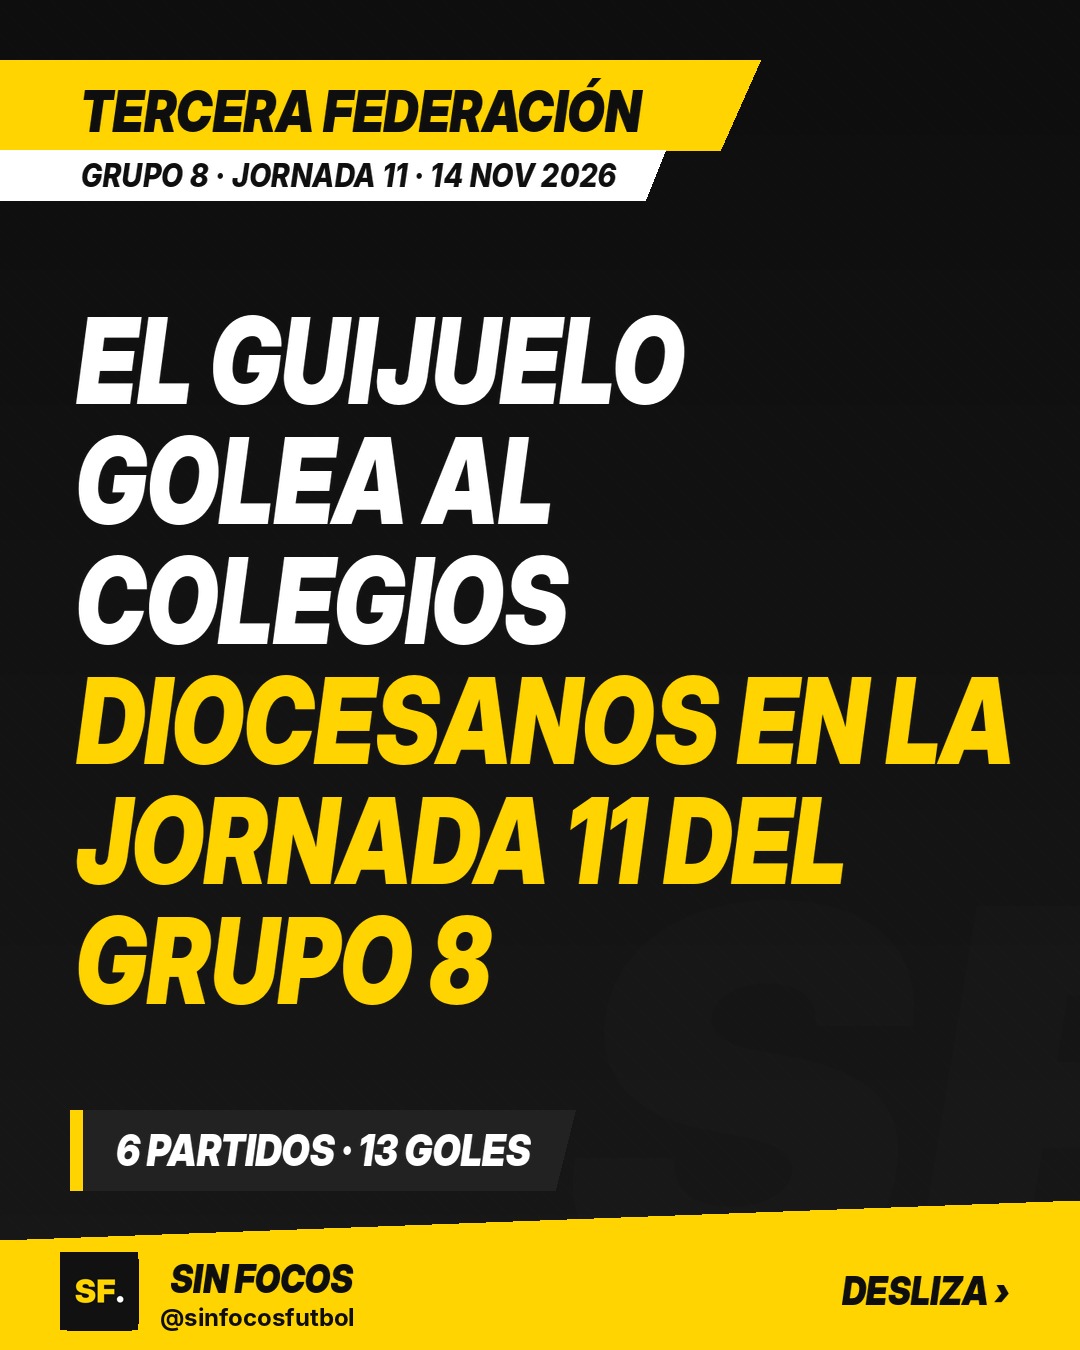 TERCERA FEDERACIÓN
GRUPO 8 · JORNADA 11 · 14 NOV 2026
EL GUIJUELO
GOLEA AL
COLEGIOS
DIOCESANOS EN LA
JORNADA 11 DEL
GRUPO 8
6 PARTIDOS · 13 GOLES
SF.
SIN FOCOS
@sinfocosfutbol
DESLIZA ›